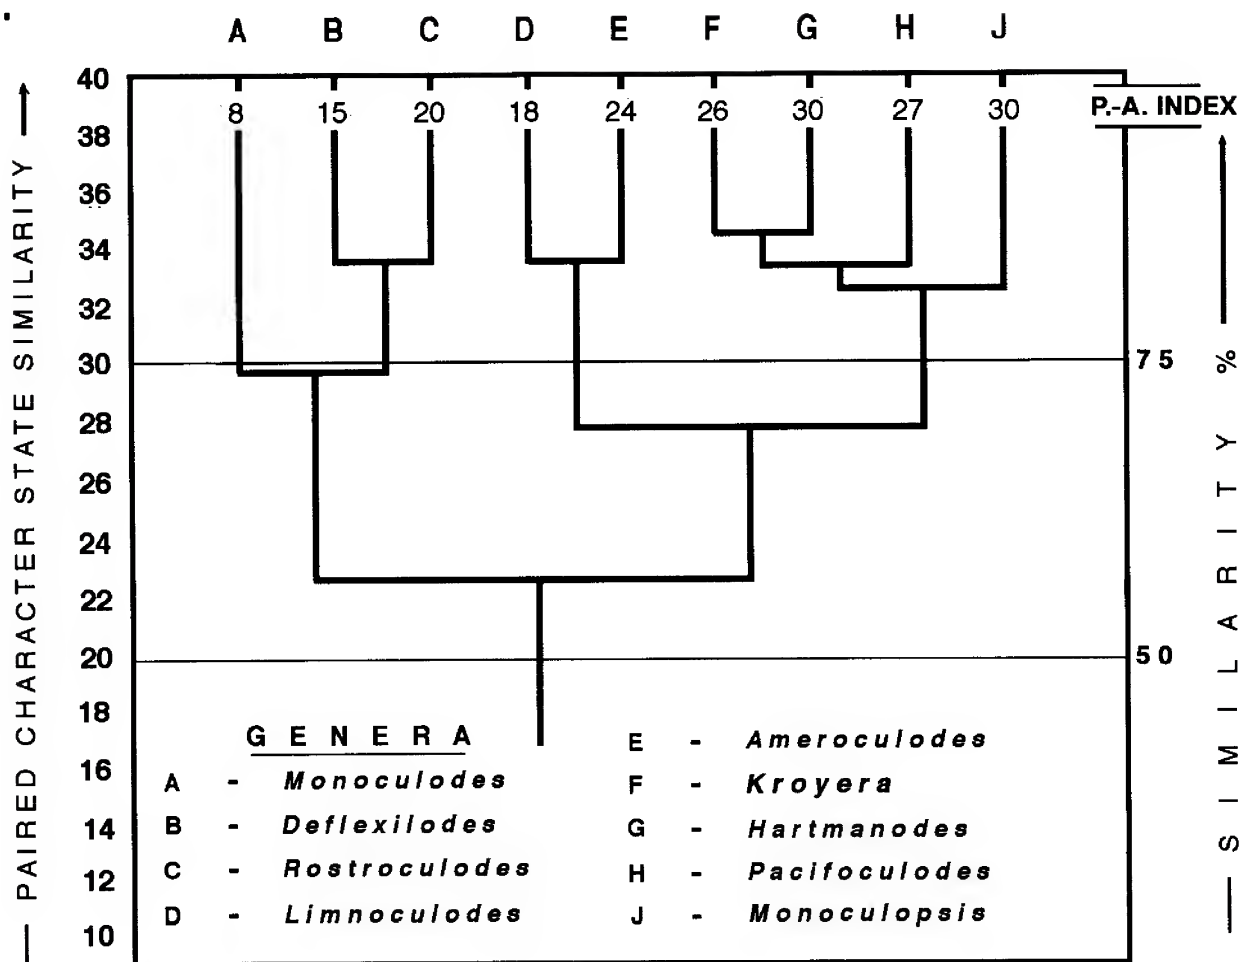 A B C D E F G H J
40
8 15 20 18 24 26 30 27 30 P.-A. INDEX
38
36
34
32
30
75
28
26
24
22
20
50
18
16
14
12
10
PAIRED CHARACTER STATE SIMILARITY
SIMILARITY %
GENERA
A - Monoculodes
B - Deflexilodes
C - Rostroculodes
D - Limnoculodes
E - Ameroculodes
F - Kroyera
G - Hartmanodes
H - Pacifoculodes
J - Monoculopsis